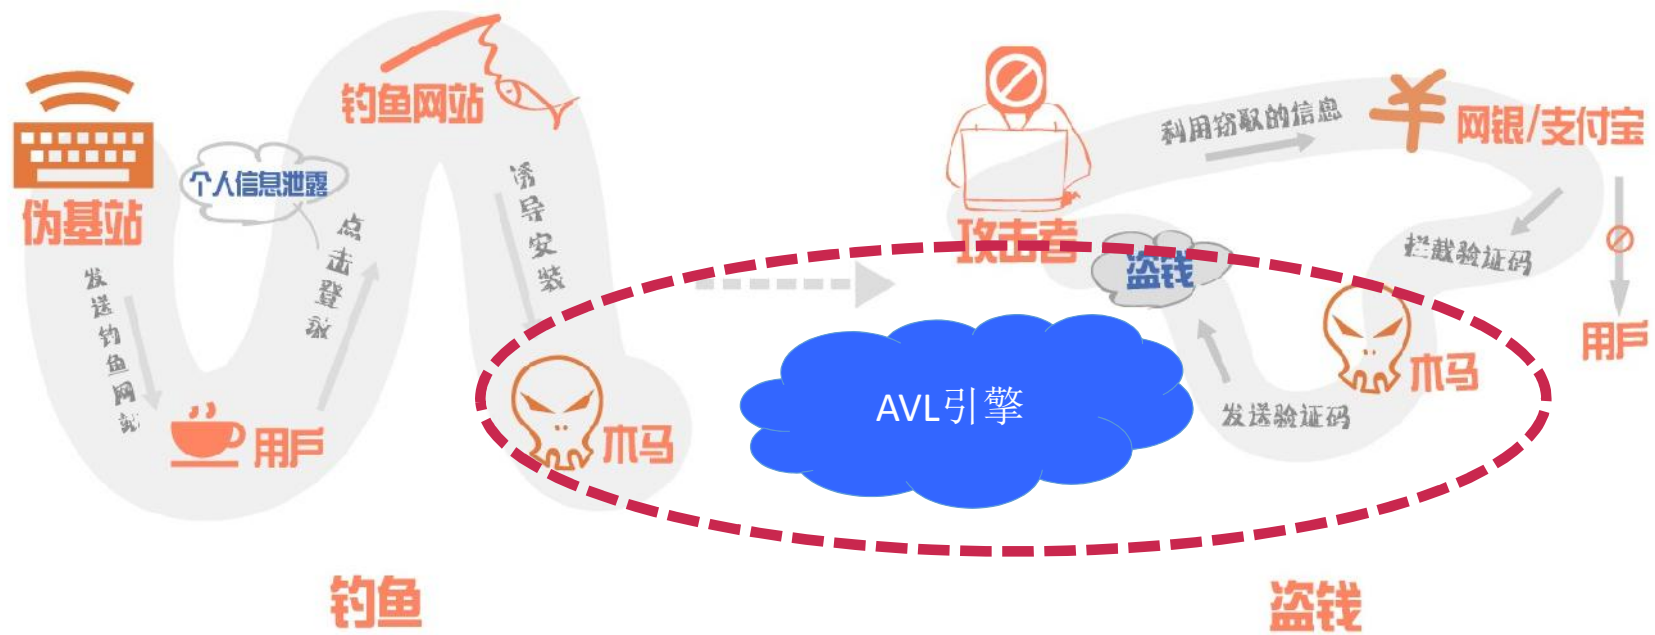 钓鱼网站
伪基站
个人信息泄露
发送钓鱼网站
点击登录
诱导安装
用户
木马
钓鱼
AVL引擎
攻击者
利用窃取的信息
网银/支付宝
拦截验证码
用户
木马
发送验证码
盗钱
盗钱